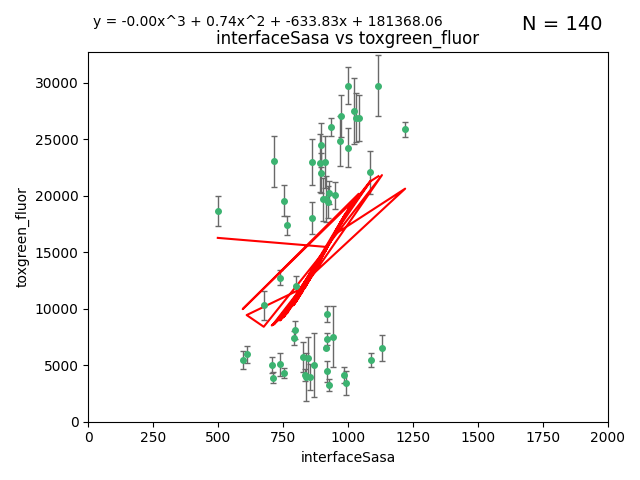 y = -0.00x^3 + 0.74x^2 + -633.83x + 181368.06
N = 140
interfaceSasa vs toxgreen_fluor
30000
25000
20000
15000
10000
5000
0
toxgreen_fluor
0 250 500 750 1000 1250 1500 1750 2000
interfaceSasa